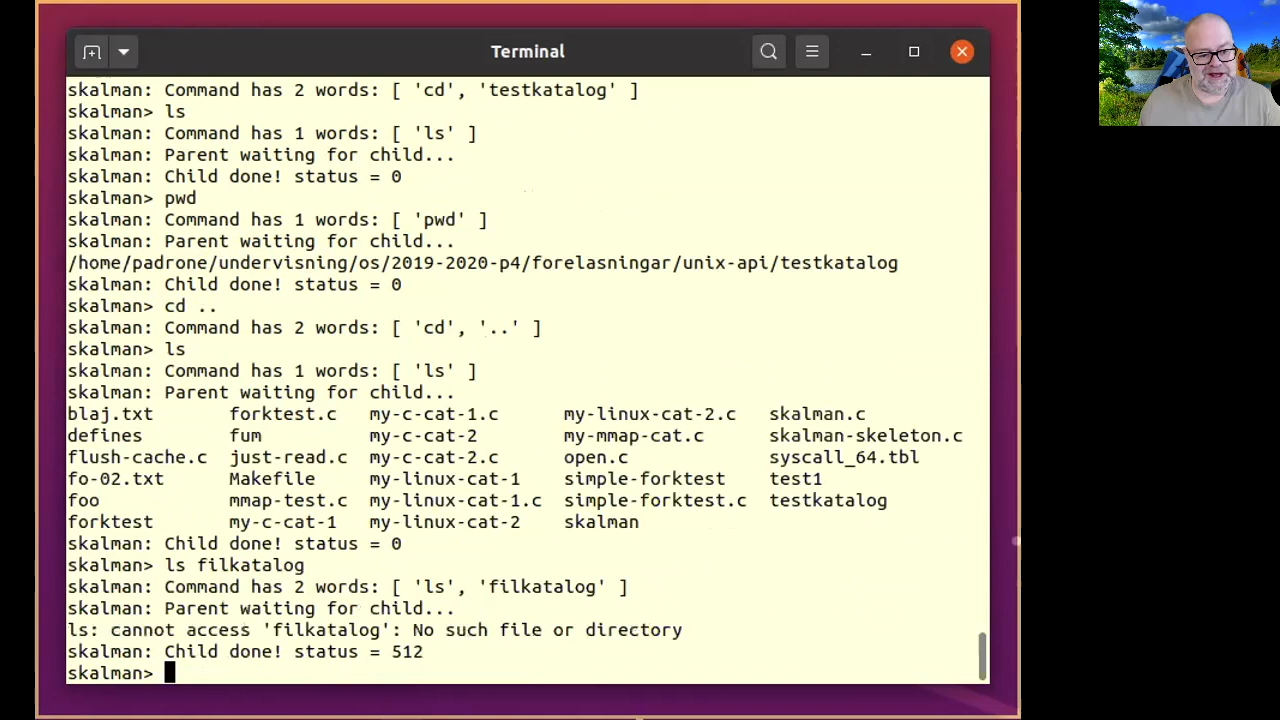 Terminal
skalman: Command has 2 words: [ 'cd', 'testkatalog' ]
skalman> ls
skalman: Command has 1 words: [ 'ls' ]
skalman: Parent waiting for child...
skalman: Child done! status = 0
skalman> pwd
skalman: Command has 1 words: [ 'pwd' ]
skalman: Parent waiting for child...
/home/padrone/undervisning/os/2019-2020-p4/forelasningar/unix-api/testkatalog
skalman: Child done! status = 0
skalman> cd ..
skalman: Command has 2 words: [ 'cd', '..' ]
skalman> ls
skalman: Command has 1 words: [ 'ls' ]
skalman: Parent waiting for child...
blaj.txt forktest.c my-c-cat-1.c my-linux-cat-2.c skalman.c
defines fum my-c-cat-2 my-mmap-cat.c skalman-skeleton.c
flush-cache.c just-read.c my-c-cat-2.c open.c syscall_64.tbl
fo-02.txt Makefile my-linux-cat-1 simple-forktest test1
foo mmap-test.c my-linux-cat-1.c simple-forktest.c testkatalog
forktest my-c-cat-1 my-linux-cat-2 skalman
skalman: Child done! status = 0
skalman> ls filkatalog
skalman: Command has 2 words: [ 'ls', 'filkatalog' ]
skalman: Parent waiting for child...
ls: cannot access 'filkatalog': No such file or directory
skalman: Child done! status = 512
skalman>